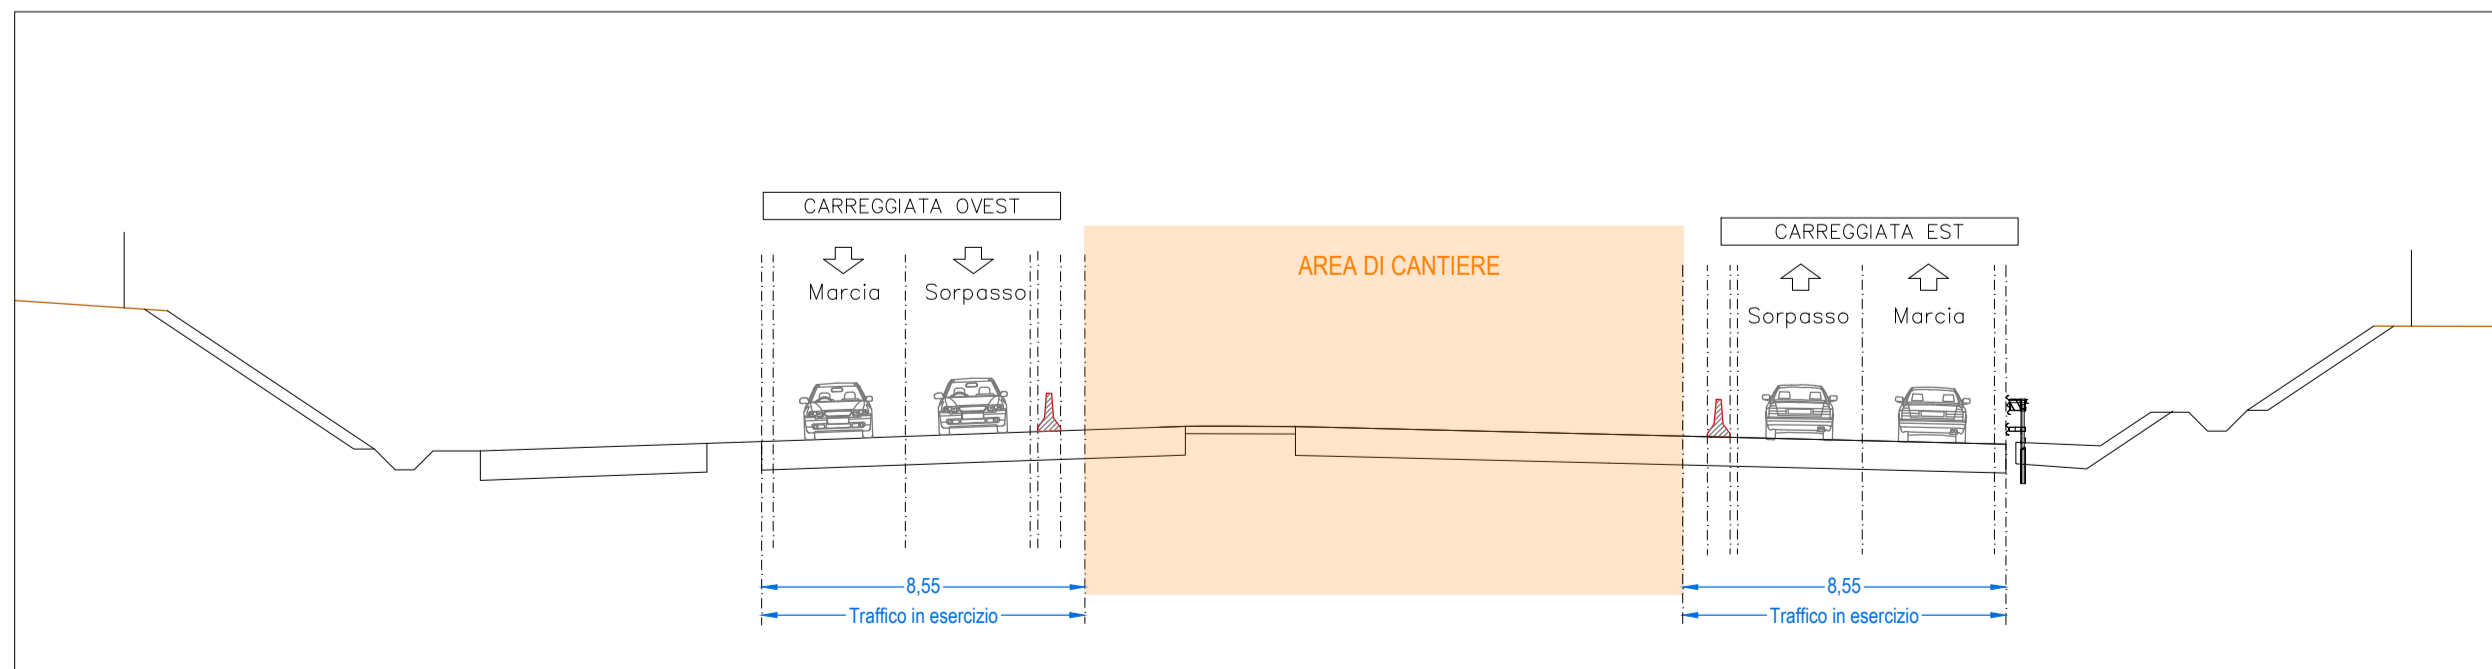 CARREGGIATA OVEST
CARREGGIATA EST
AREA DI CANTIERE
Marcia
Sorpasso
Sorpasso
Marcia
8,55
8,55
Traffico in esercizio
Traffico in esercizio